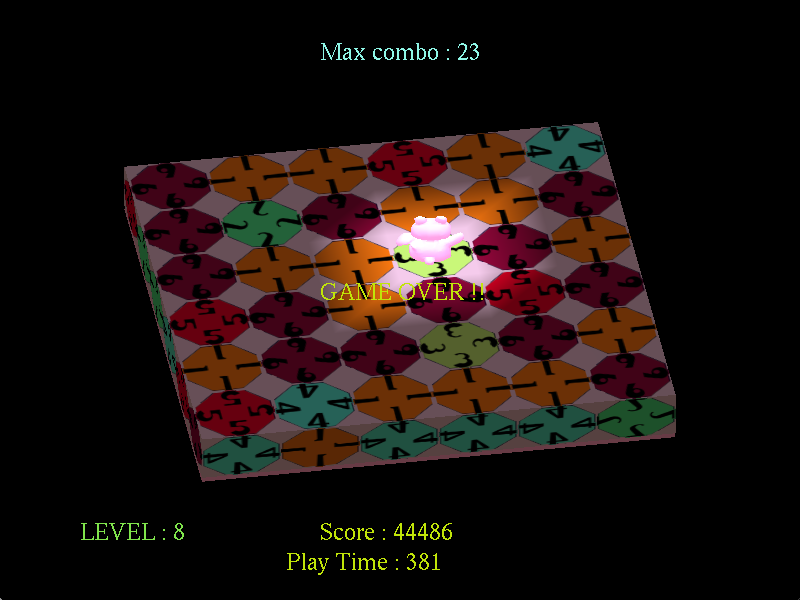 Max combo : 23
GAME OVER !!
LEVEL : 8
Score : 44486
Play Time : 381